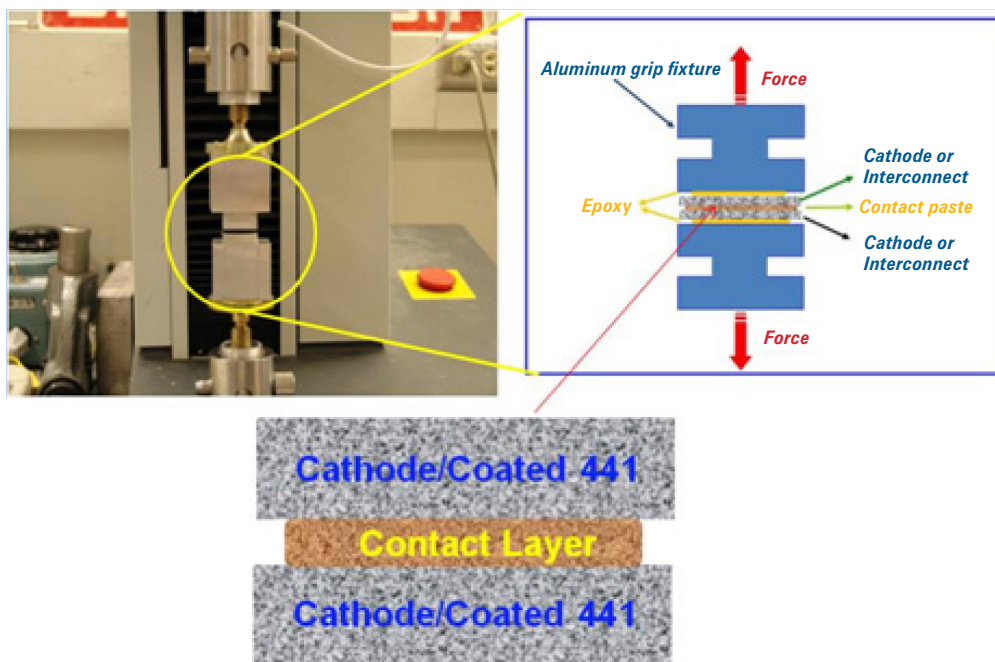 Aluminum grip fixture
Force
Cathode or
Interconnect
Epoxy
Contact paste
Cathode or
Interconnect
Force
Cathode/Coated 441
Contact Layer
Cathode/Coated 441